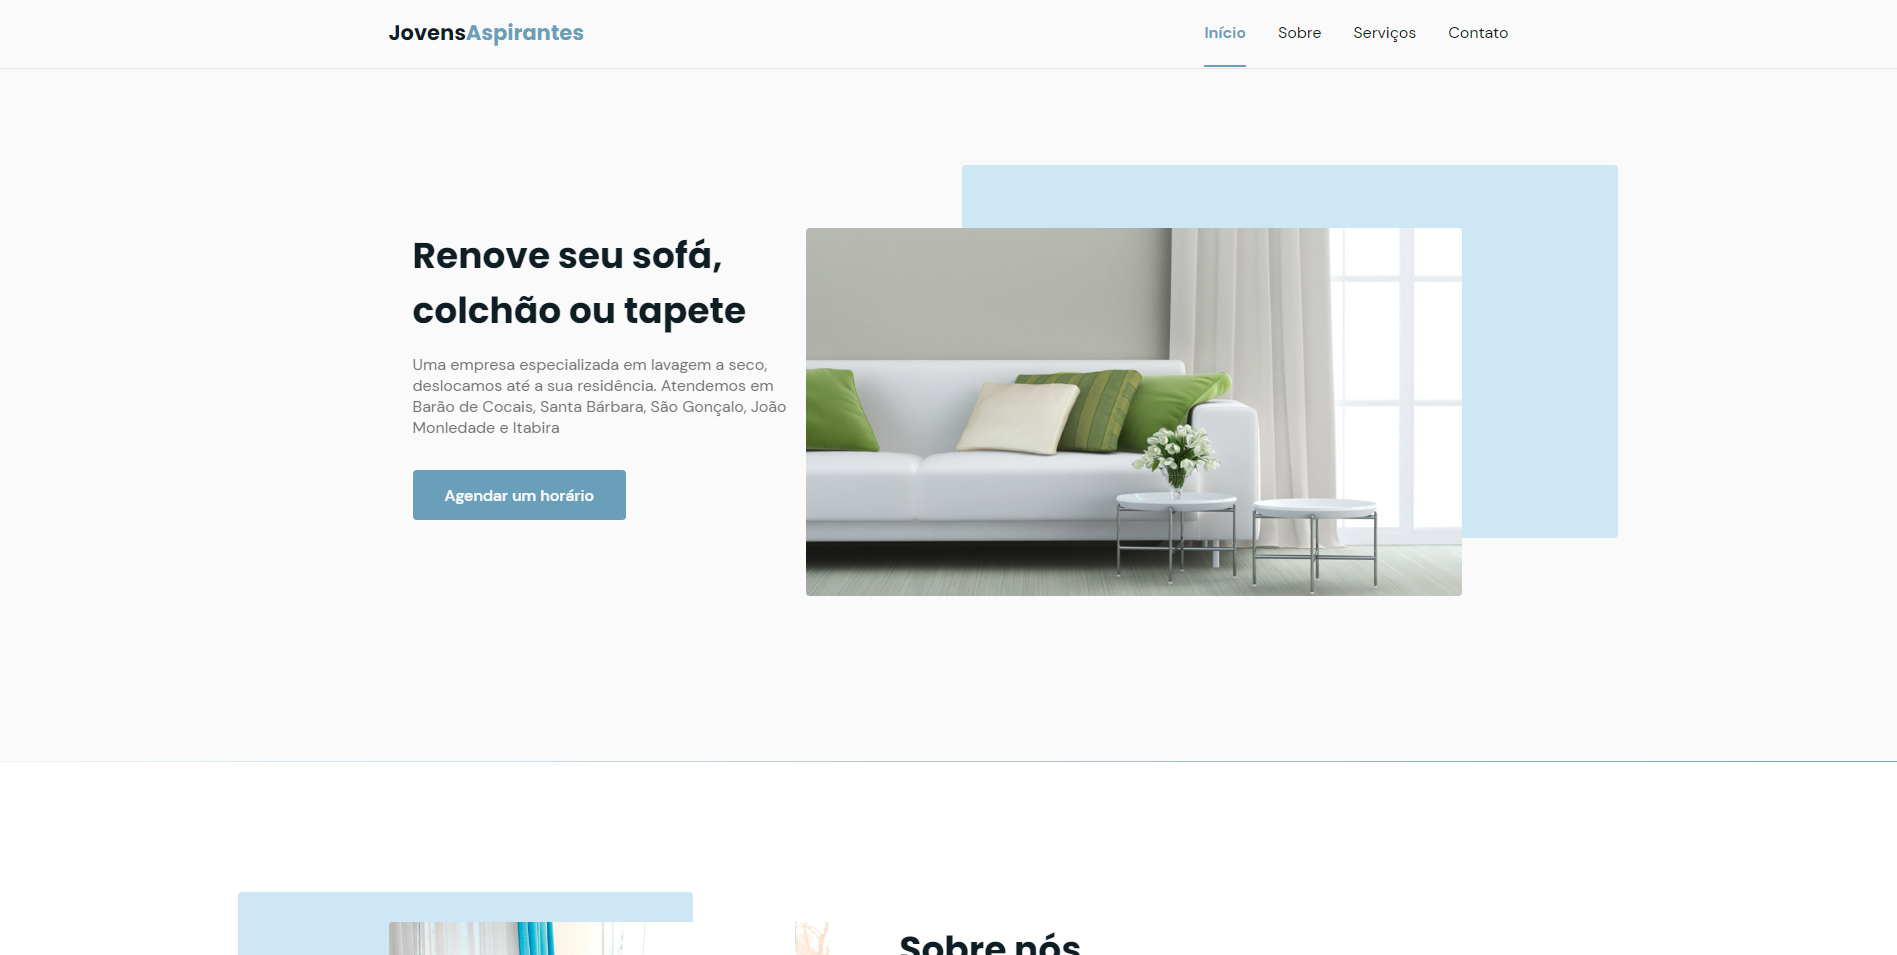 JovensAspirantes
Início
Sobre
Serviços
Contato
Renove seu sofá,
colchão ou tapete
Uma empresa especializada em lavagem a seco,
deslocamos até a sua residência. Atendemos em
Barão de Cocais, Santa Bárbara, São Gonçalo, João
Monledade e Itabira
Agendar um horário
Sobre nós